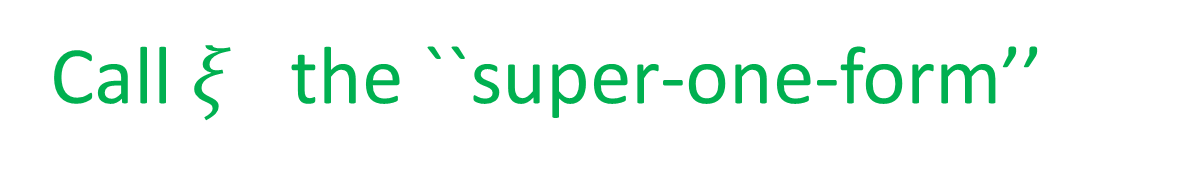 Call ξ the ``super-one-form’’